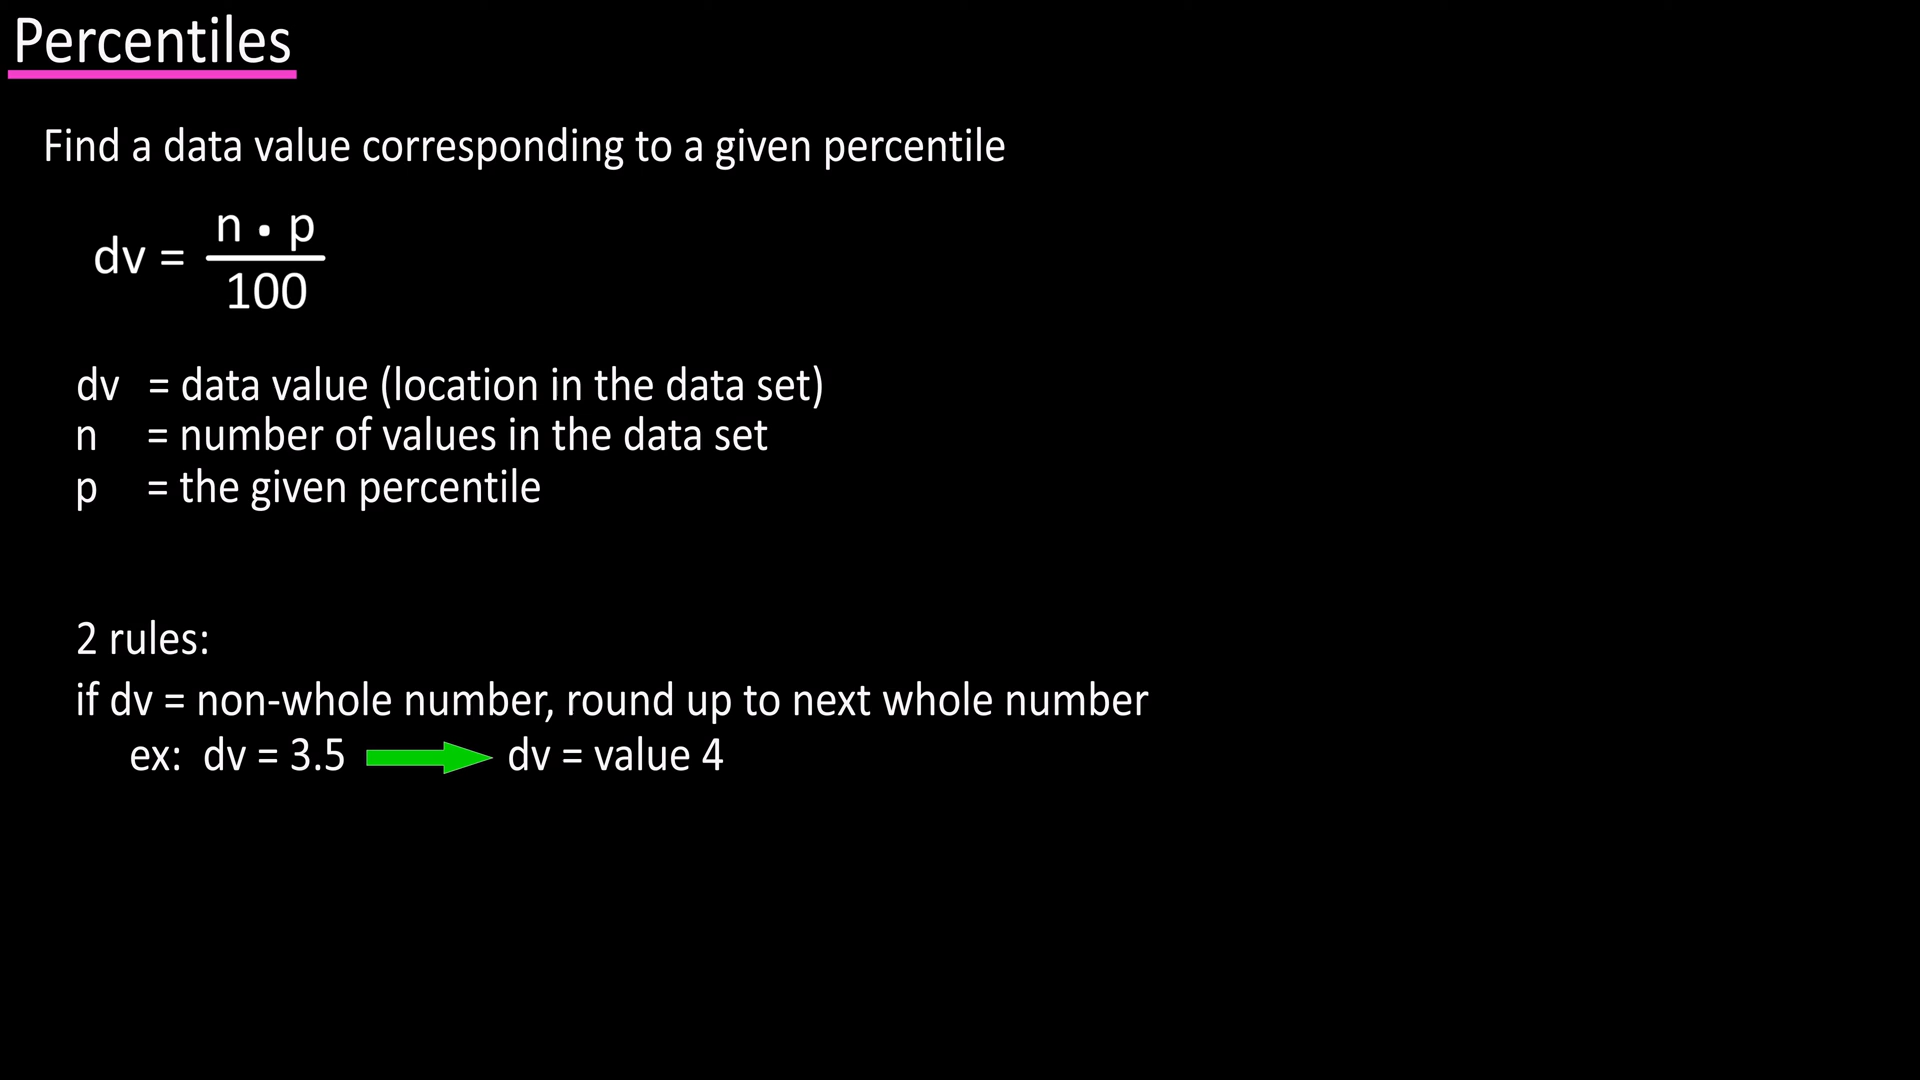 Percentiles
Find a data value corresponding to a given percentile
dv = n · p / 100
dv = data value (location in the data set)
n = number of values in the data set
p = the given percentile
2 rules:
if dv = non-whole number, round up to next whole number
ex: dv = 3.5 dv = value 4